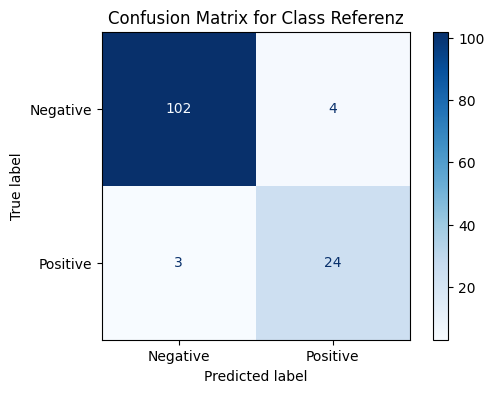 Confusion Matrix for Class Referenz
True label
Negative
102
4
Positive
3
24
Negative
Positive
Predicted label
100
80
60
40
20